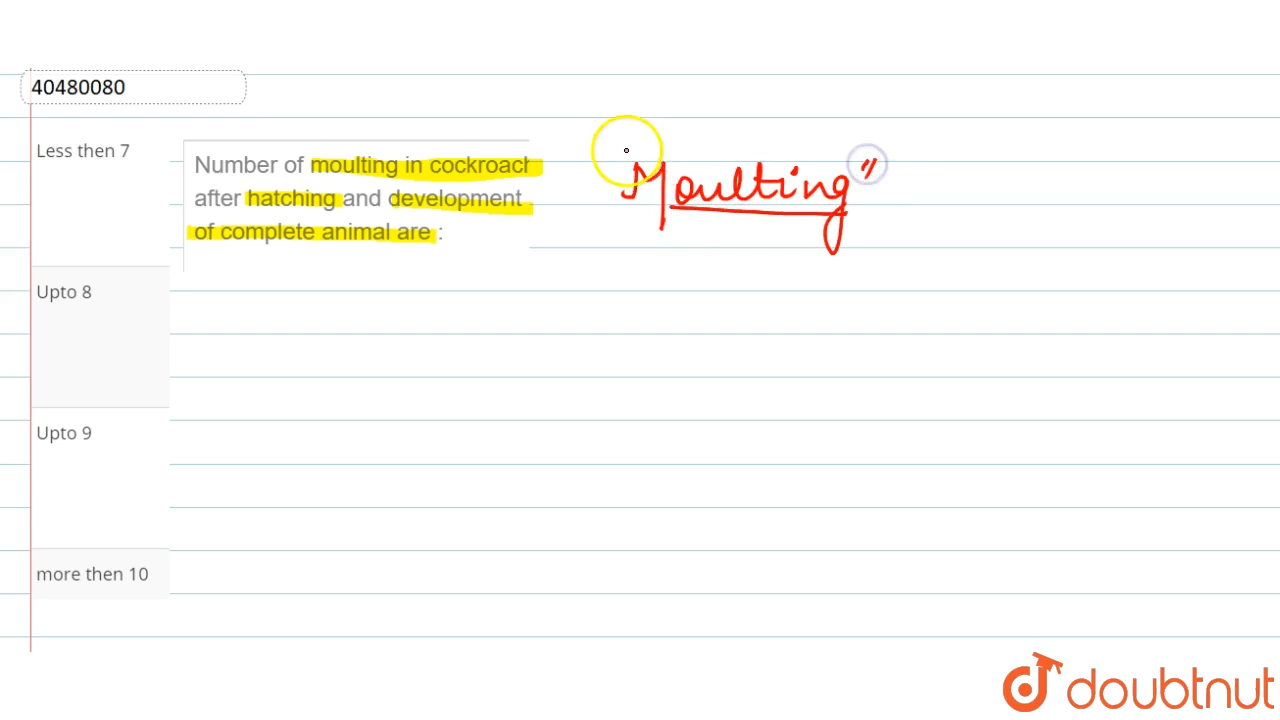 40480080
Less then 7
Number of moulting in cockroach
after hatching and development
of complete animal are :
Moulting "
Upto 8
Upto 9
more then 10
doubtnut